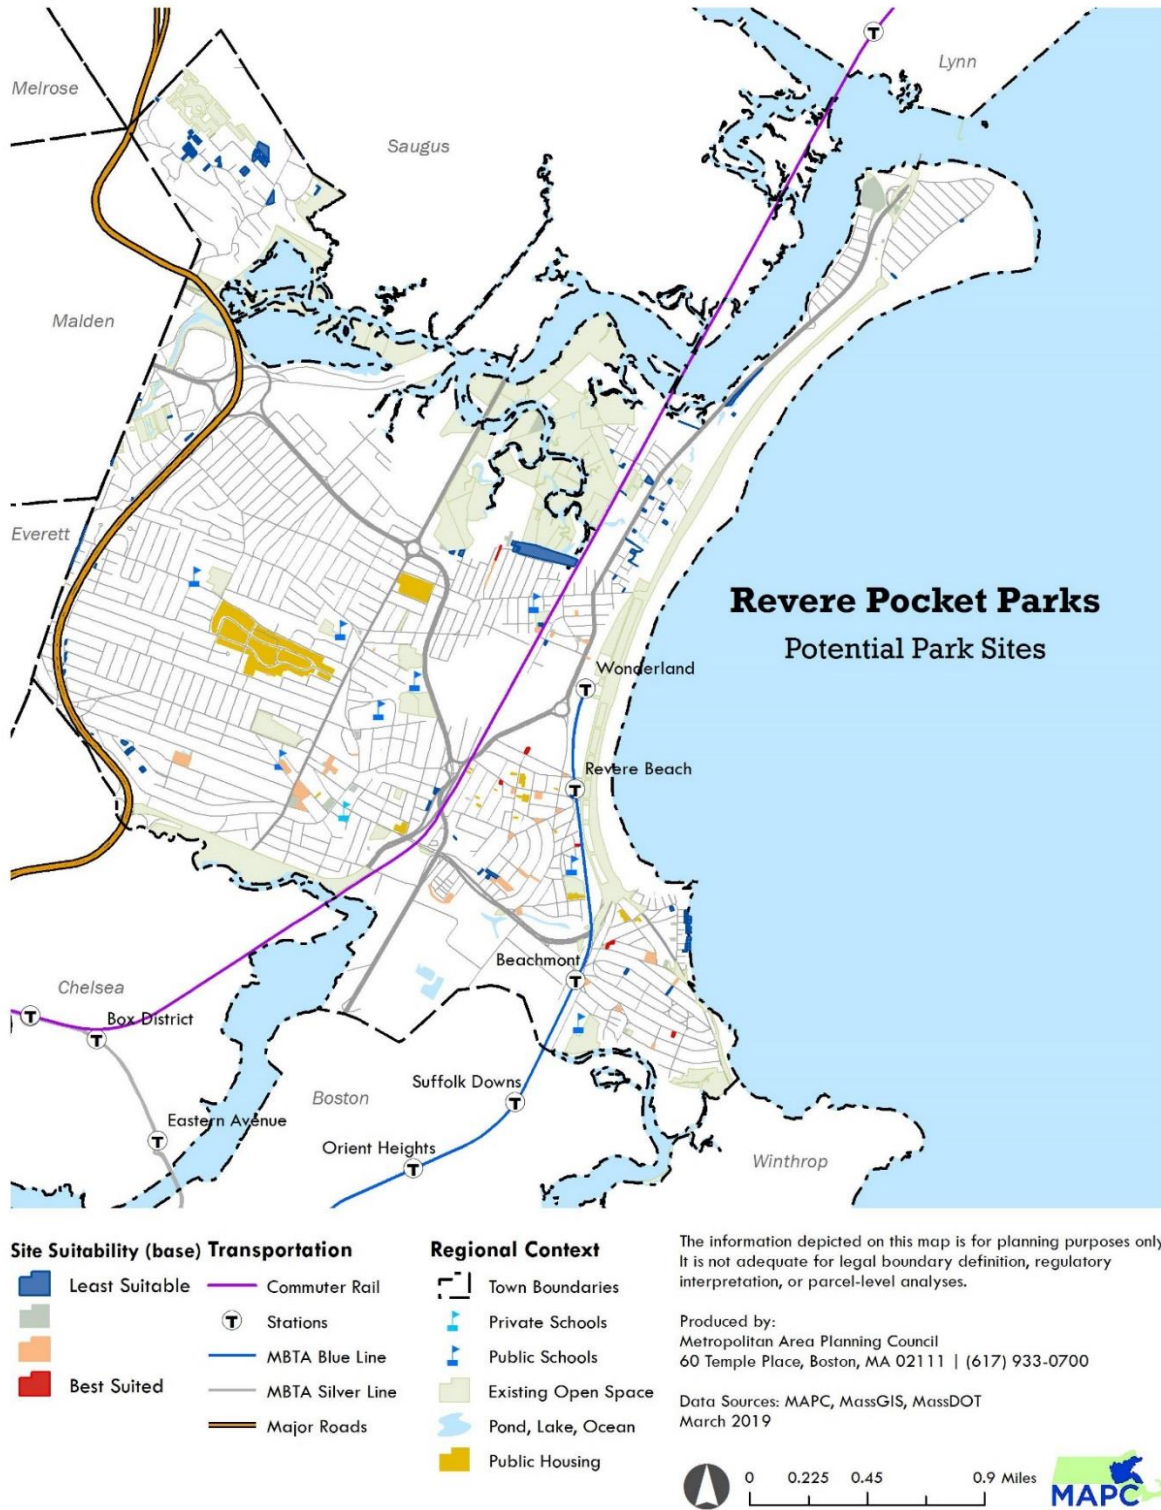 Melrose
Lynn
Saugus
Malden
Everett
Revere Pocket Parks
Potential Park Sites
Wonderland
Revere Beach
Beachmont
Chelsea
Box District
Suffolk Downs
Boston
Eastern Avenue
Orient Heights
Winthrop
Site Suitability (base)
Least Suitable
Best Suited
Transportation
Commuter Rail
T Stations
MBTA Blue Line
MBTA Silver Line
Major Roads
Regional Context
Town Boundaries
Private Schools
Public Schools
Existing Open Space
Pond, Lake, Ocean
Public Housing
The information depicted on this map is for planning purposes only
It is not adequate for legal boundary definition, regulatory
interpretation, or parcel-level analyses.
Produced by:
Metropolitan Area Planning Council
60 Temple Place, Boston, MA 02111 | (617) 933-0700
Data Sources: MAPC, MassGIS, MassDOT
March 2019
0 0.225 0.45 0.9 Miles
MAPC